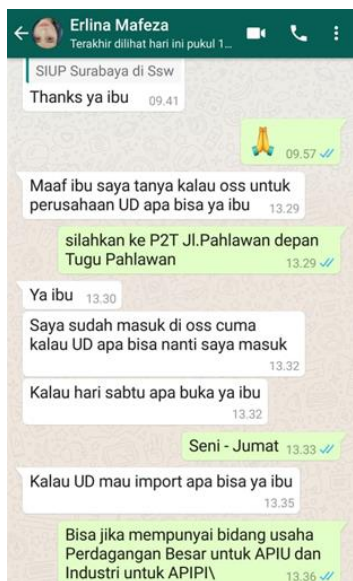 Erlina Mafeza
Terakhir dilihat hari ini pukul 1...
SIUP Surabaya di Ssw
Thanks ya ibu 09.41
🙏 09.57
Maaf ibu saya tanya kalau oss untuk
perusahaan UD apa bisa ya ibu 13.29
silahkan ke P2T Jl.Pahlawan depan
Tugu Pahlawan 13.29
Ya ibu 13.30
Saya sudah masuk di oss cuma
kalau UD apa bisa nanti saya masuk
13.32
Kalau hari sabtu apa buka ya ibu
13.32
Seni - Jumat 13.33
Kalau UD mau import apa bisa ya ibu
13.35
Bisa jika mempunyai bidang usaha
Perdagangan Besar untuk APIU dan
Industri untuk APIPI\ 13.36